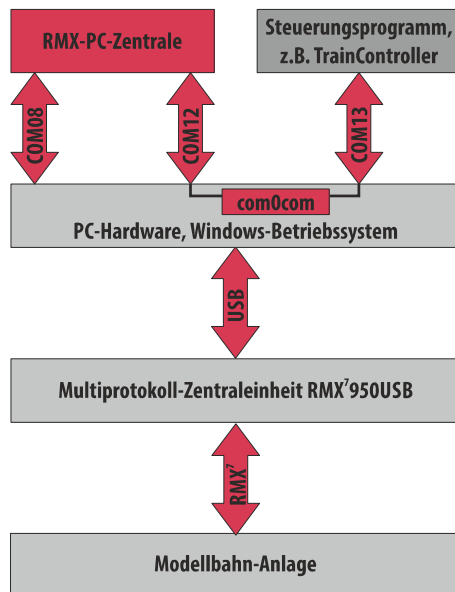 RMX-PC-Zentrale
Steuerungsprogramm,
z.B. TrainController
COM08
COM12
COM13
com0com
PC-Hardware, Windows-Betriebssystem
USB
Multiprotokoll-Zentraleinheit RMX⁷950USB
RMX⁷
Modellbahn-Anlage